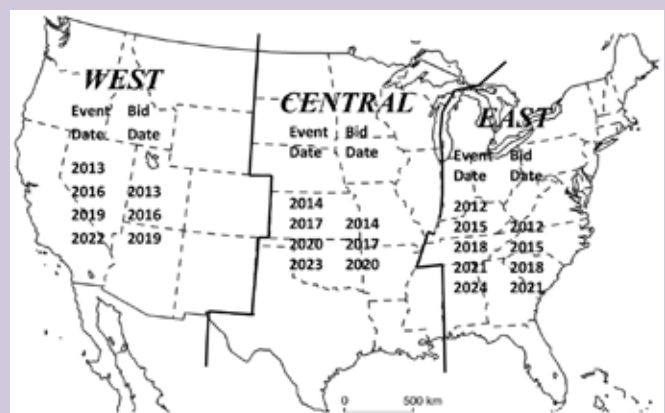 WEST
Event Bid
Date Date
2013
2016 2013
2019 2016
2022 2019
CENTRAL
Event Bid
Date Date
2014
2017 2014
2020 2017
2023 2020
EAST
Event Bid
Date Date
2012
2015 2012
2018 2015
2021 2018
2024 2021
0 500 km